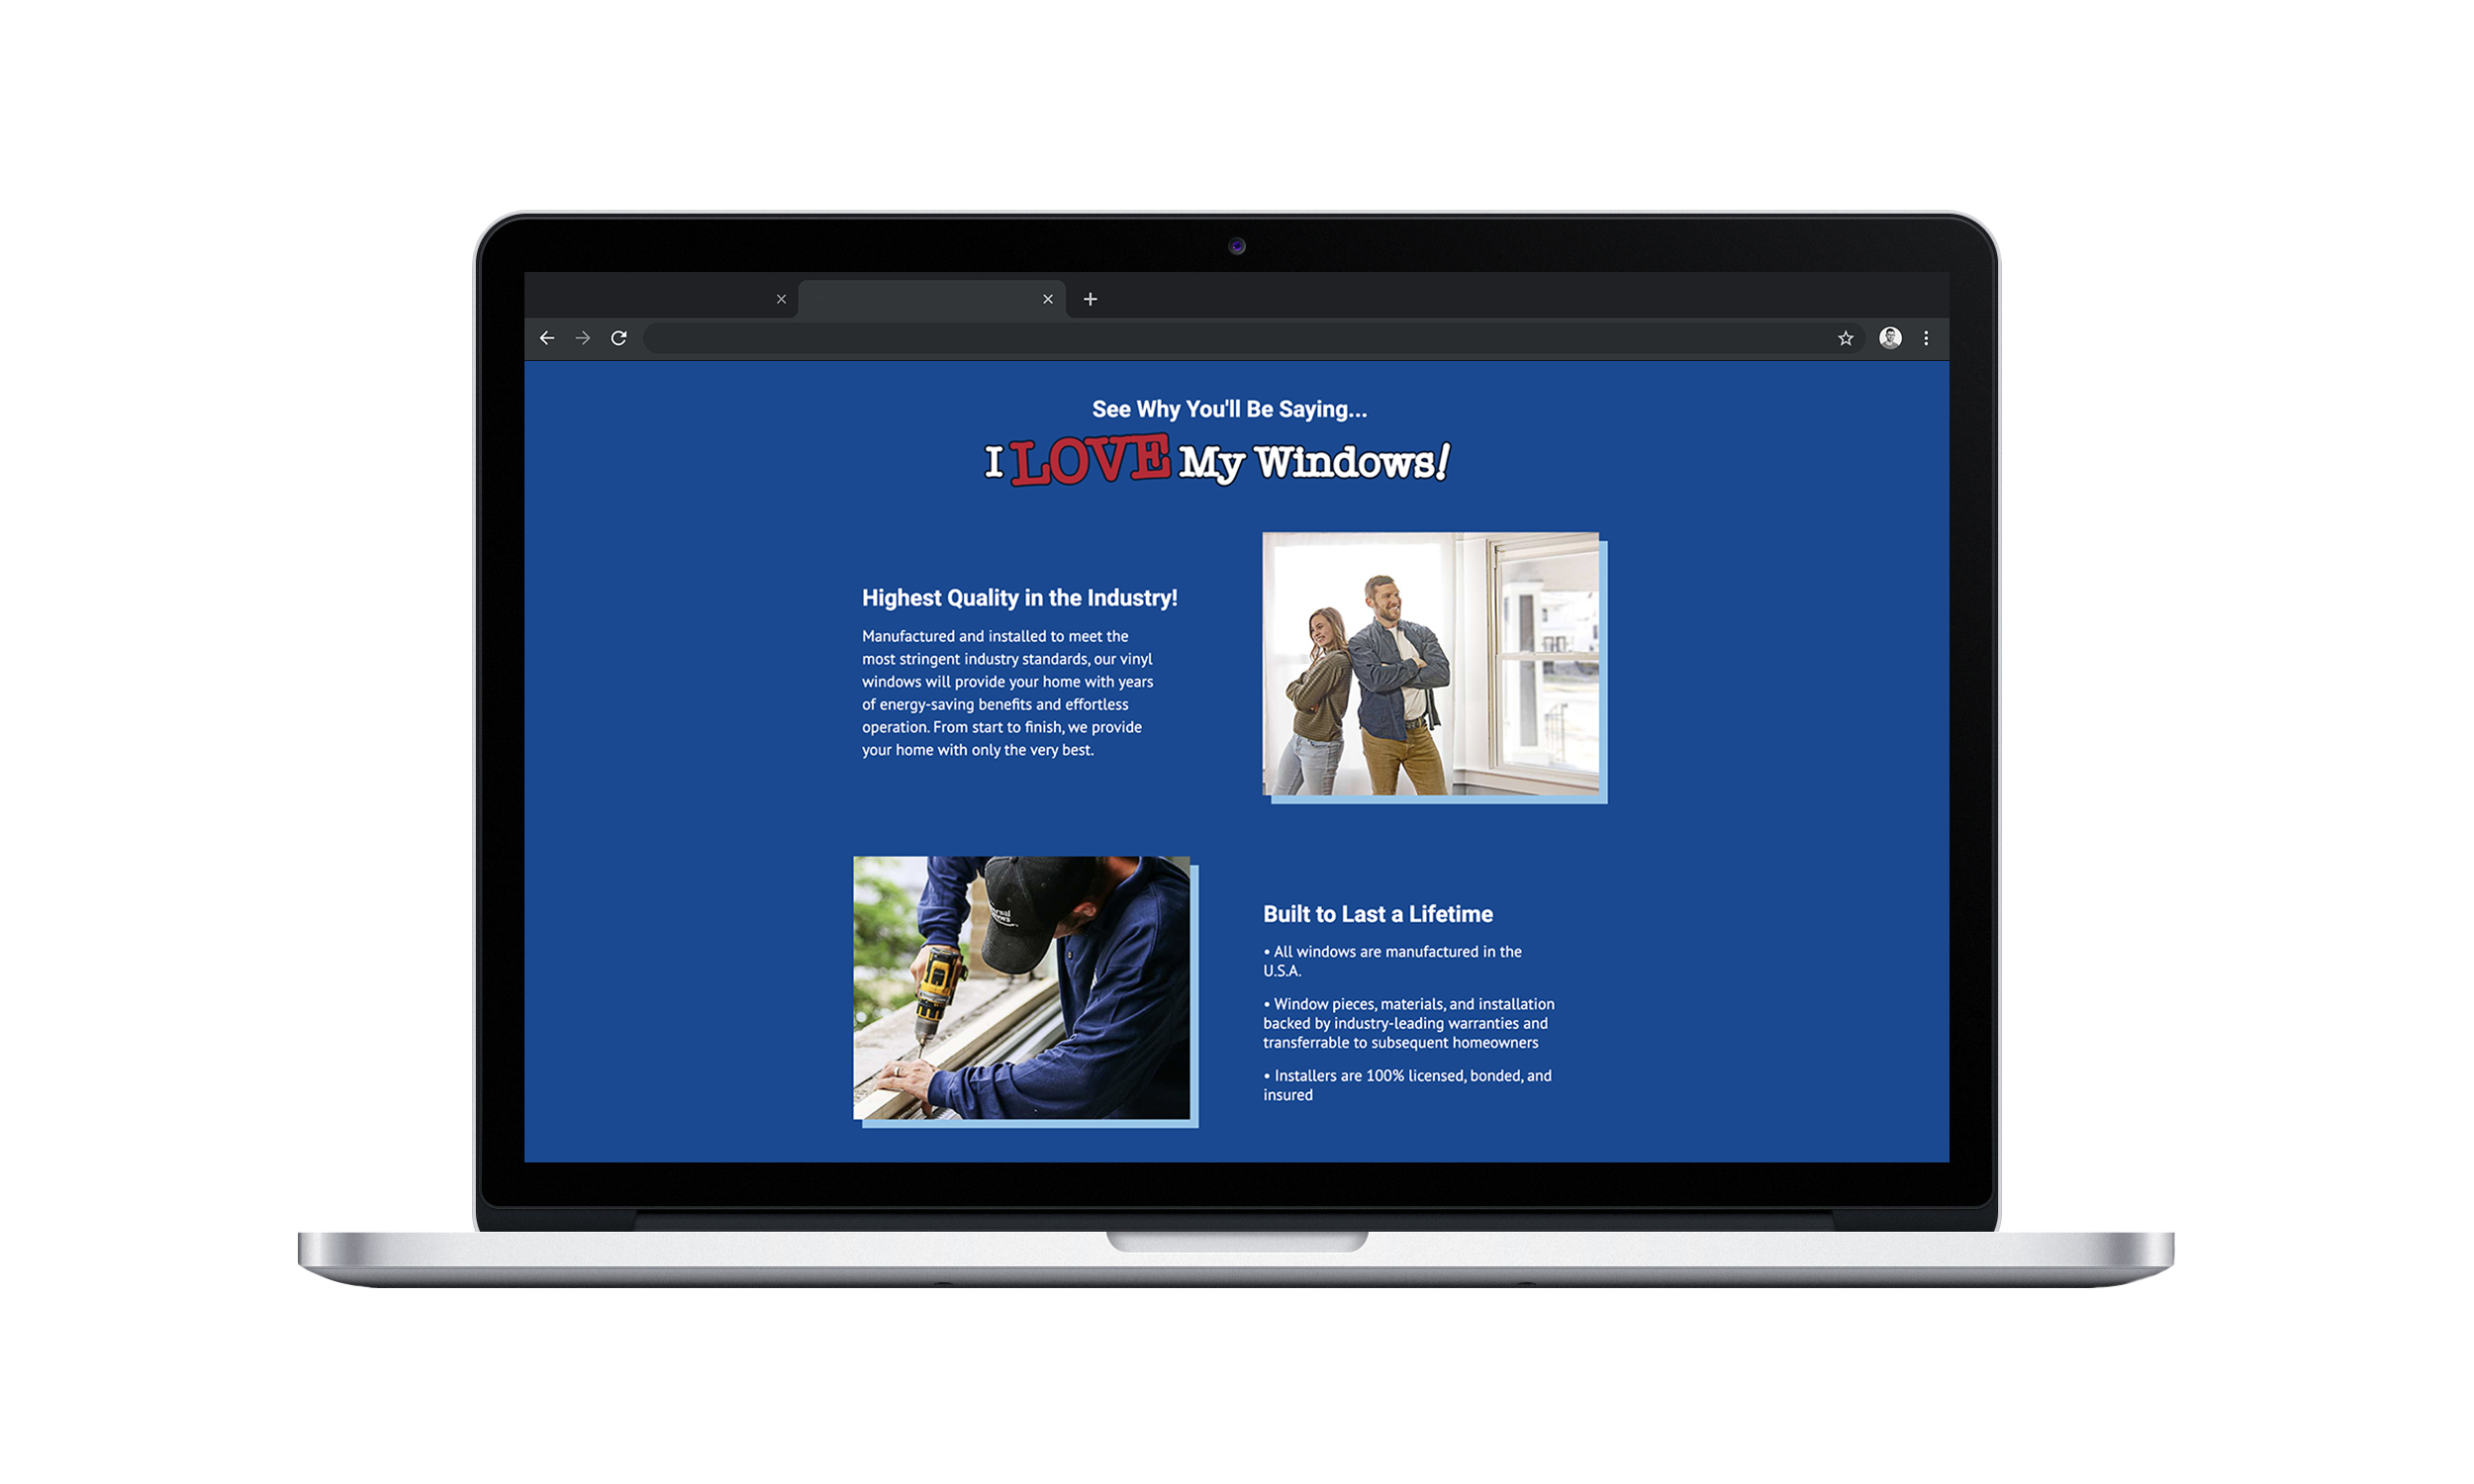 See Why You'll Be Saying...
I LOVE My Windows!
Highest Quality in the Industry!
Manufactured and installed to meet the
most stringent industry standards, our vinyl
windows will provide your home with years
of energy-saving benefits and effortless
operation. From start to finish, we provide
your home with only the very best.
Built to Last a Lifetime
• All windows are manufactured in the
U.S.A.
• Window pieces, materials, and installation
backed by industry-leading warranties and
transferrable to subsequent homeowners
• Installers are 100% licensed, bonded, and
insured